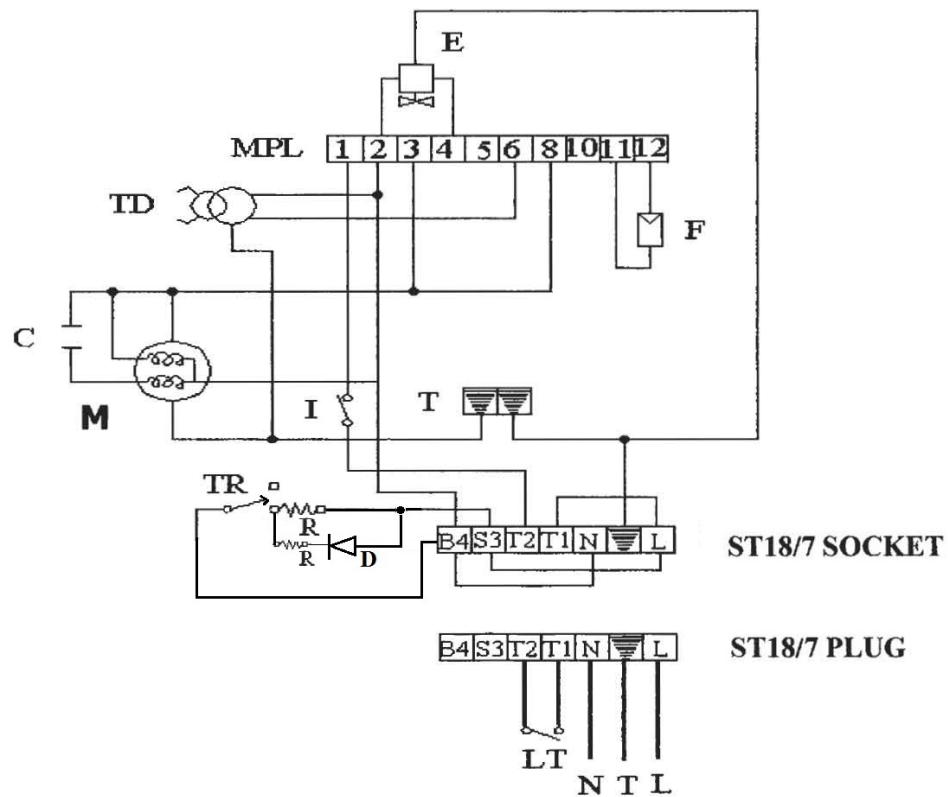 E
MPL 1 2 3 4 5 6 8 10 11 12
TD
F
C
M
I
T
TR
R
R
D
B4 S3 T2 T1 N L
ST18/7 SOCKET
B4 S3 T2 T1 N L
ST18/7 PLUG
LT
N T L